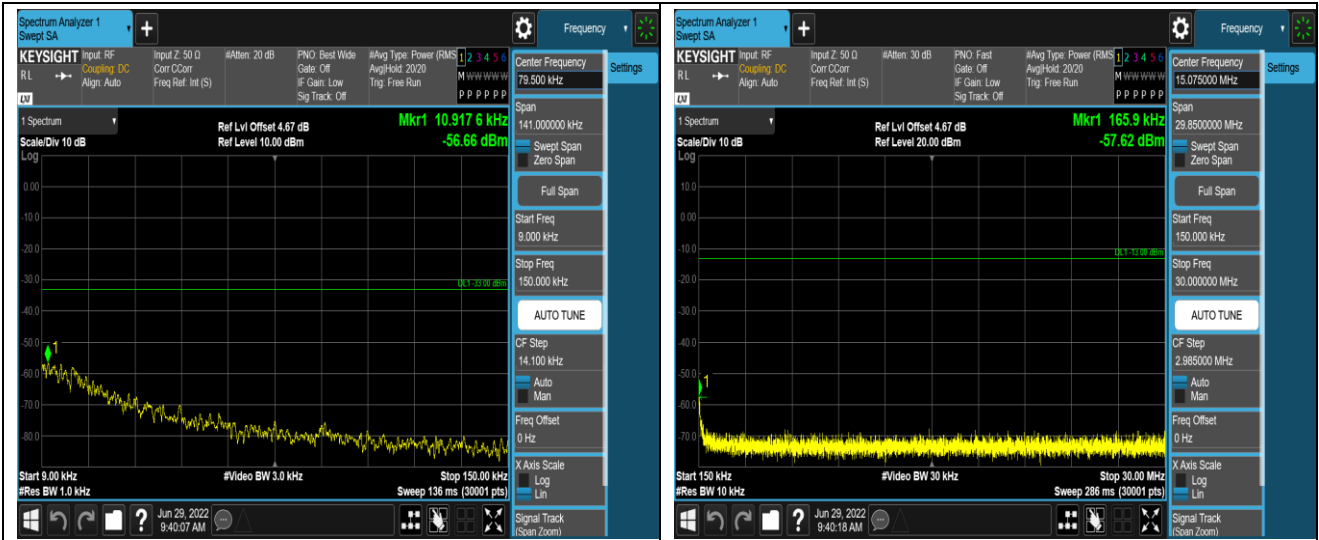 Spectrum Analyzer 1
Swept SA
+
Frequency
KEYSIGHT
Input: RF
Input Z: 50 Ω
#Atten: 20 dB
PNO: Best Wide
#Avg Type: Power (RMS
1 2 3 4 5 6
RL
Coupling: DC
Corr CCorr
Gate: Off
Avg|Hold: 20/20
M W W W W W
Align: Auto
Freq Ref: Int (S)
IF Gain: Low
Trig: Free Run
Sig Track: Off
P P P P P P
LXI
1 Spectrum
Ref Lvl Offset 4.67 dB
Mkr1 10.917 6 kHz
Scale/Div 10 dB
Ref Level 10.00 dBm
-56.66 dBm
Log
0.00
-10.0
-20.0
-30.0
DL1 -33.00 dBm
-40.0
-50.0
1
-60.0
-70.0
-80.0
Start 9.00 kHz
#Video BW 3.0 kHz
Stop 150.00 kHz
#Res BW 1.0 kHz
Sweep 136 ms (30001 pts)
Jun 29, 2022
9:40:07 AM
Center Frequency
79.500 kHz
Settings
Span
141.000000 kHz
Swept Span
Zero Span
Full Span
Start Freq
9.000 kHz
Stop Freq
150.000 kHz
AUTO TUNE
CF Step
14.100 kHz
Auto
Man
Freq Offset
0 Hz
X Axis Scale
Log
Lin
Signal Track
(Span Zoom)
Spectrum Analyzer 1
Swept SA
+
Frequency
KEYSIGHT
Input: RF
Input Z: 50 Ω
#Atten: 30 dB
PNO: Fast
#Avg Type: Power (RMS
1 2 3 4 5 6
RL
Coupling: DC
Corr CCorr
Gate: Off
Avg|Hold: 20/20
M W W W W W
Align: Auto
Freq Ref: Int (S)
IF Gain: Low
Trig: Free Run
Sig Track: Off
P P P P P P
LXI
1 Spectrum
Ref Lvl Offset 4.67 dB
Mkr1 165.9 kHz
Scale/Div 10 dB
Ref Level 20.00 dBm
-57.62 dBm
Log
10.0
0.00
-10.0
DL1 -13.00 dBm
-20.0
-30.0
-40.0
-50.0
1
-60.0
-70.0
Start 150 kHz
#Video BW 30 kHz
Stop 30.00 MHz
#Res BW 10 kHz
Sweep 286 ms (30001 pts)
Jun 29, 2022
9:40:18 AM
Center Frequency
15.075000 MHz
Settings
Span
29.8500000 MHz
Swept Span
Zero Span
Full Span
Start Freq
150.000 kHz
Stop Freq
30.000000 MHz
AUTO TUNE
CF Step
2.985000 MHz
Auto
Man
Freq Offset
0 Hz
X Axis Scale
Log
Lin
Signal Track
(Span Zoom)